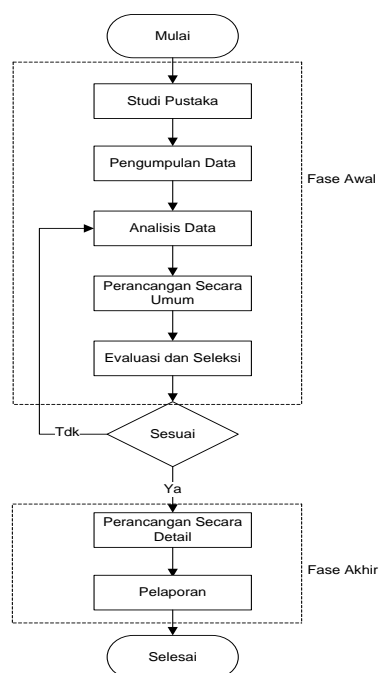 Mulai
Studi Pustaka
Pengumpulan Data
Fase Awal
Analisis Data
Perancangan Secara
Umum
Evaluasi dan Seleksi
Tdk
Sesuai
Ya
Perancangan Secara
Detail
Fase Akhir
Pelaporan
Selesai